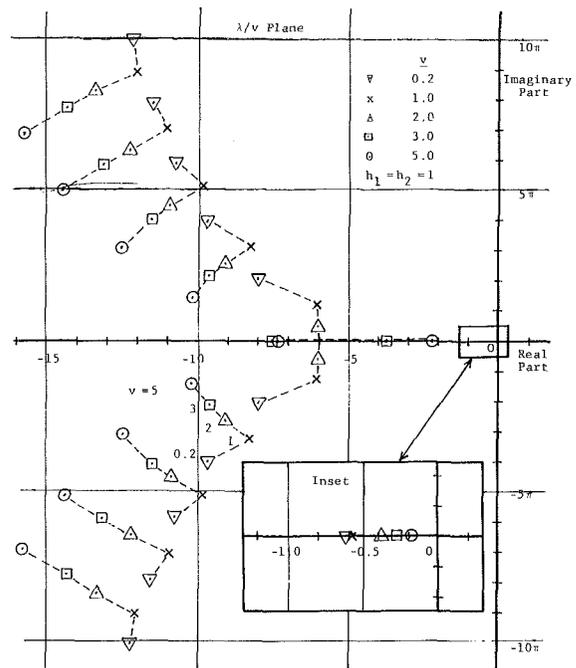 λ/v Plane
10π
Imaginary
Part
v
▽ 0.2
x 1.0
△ 2.0
⊡ 3.0
⊙ 5.0
h1 = h2 = 1
5π
-15
-10
-5
0
Real
Part
v = 5
3
2
1
0.2
Inset
-1.0
-0.5
0
-5π
-10π